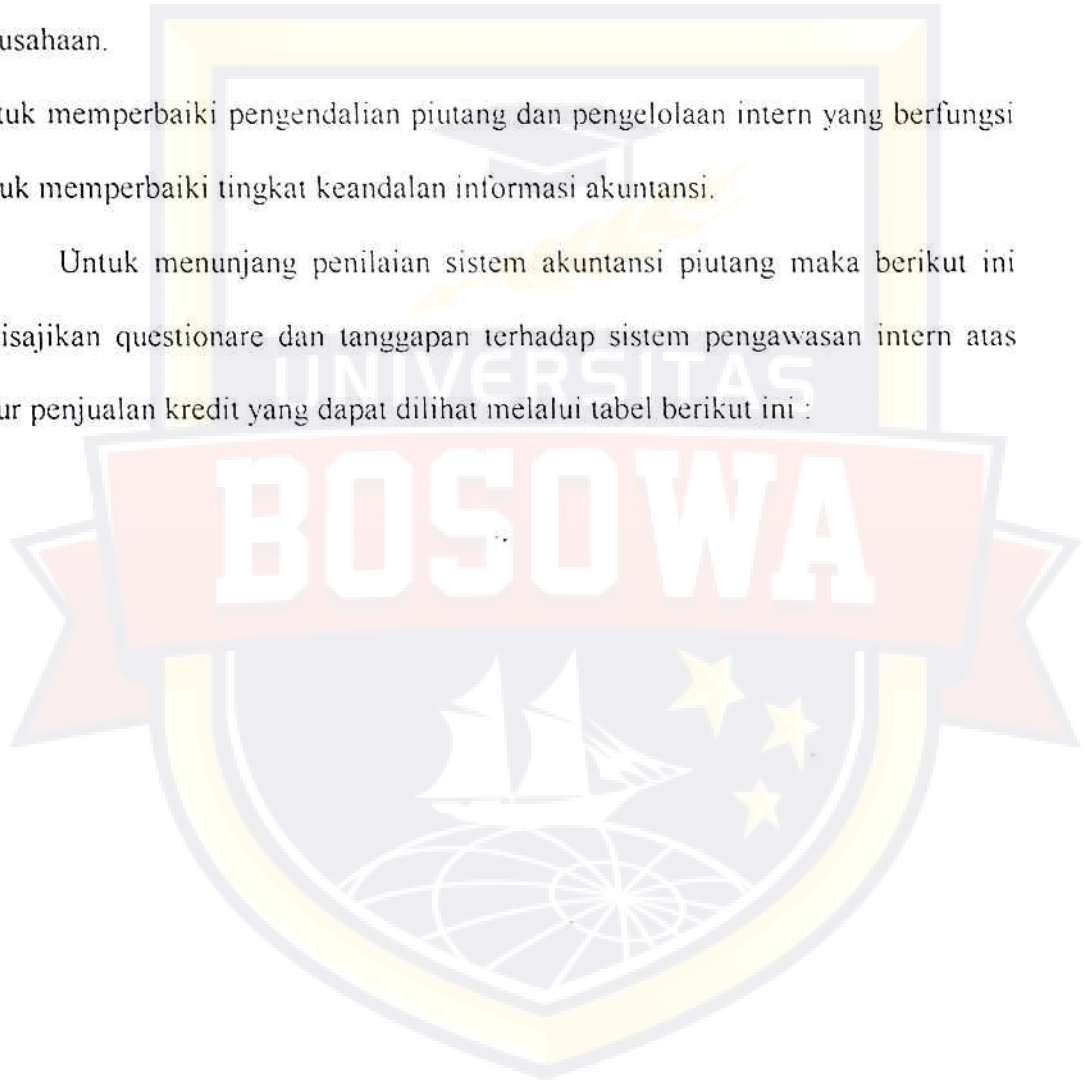 usahaan.
tuk memperbaiki pengendalian piutang dan pengelolaan intern yang berfungsi
uk memperbaiki tingkat keandalan informasi akuntansi.
Untuk menunjang penilaian sistem akuntansi piutang maka berikut ini
isajikan questionare dan tanggapan terhadap sistem pengawasan intern atas
ur penjualan kredit yang dapat dilihat melalui tabel berikut ini :
UNIVERSITAS
BOSOWA